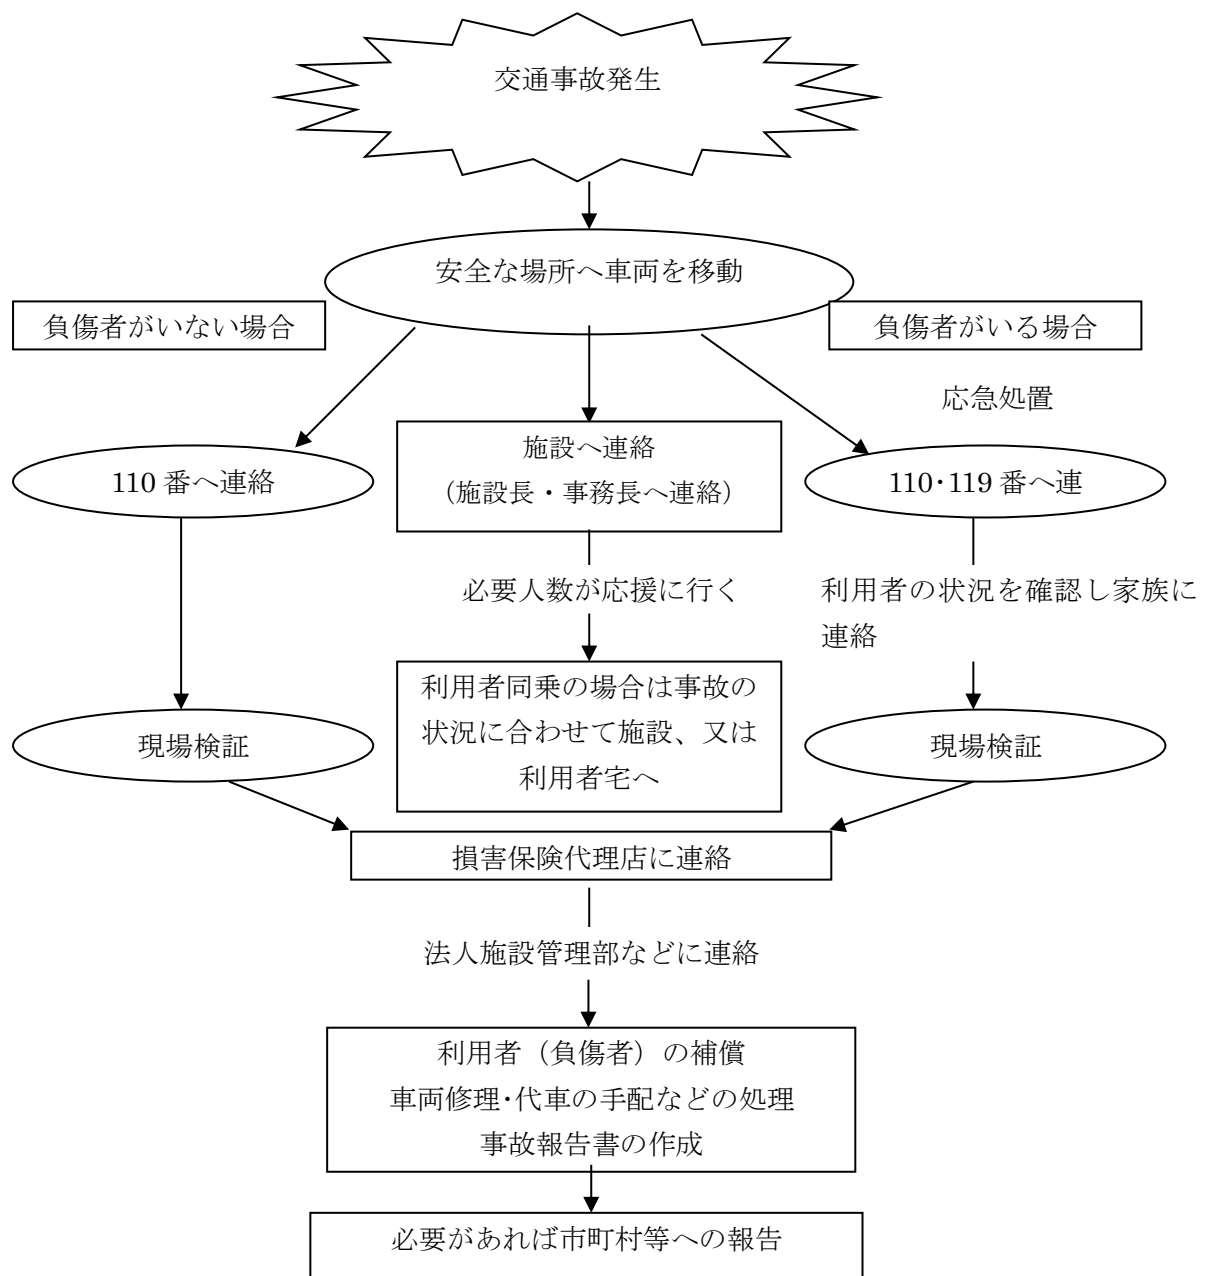 交通事故発生
安全な場所へ車両を移動
負傷者がいない場合
負傷者がいる場合
応急処置
110番へ連絡
施設へ連絡
（施設長・事務長へ連絡）
110･119番へ連
必要人数が応援に行く
利用者の状況を確認し家族に
連絡
利用者同乗の場合は事故の
状況に合わせて施設、又は
利用者宅へ
現場検証
現場検証
損害保険代理店に連絡
法人施設管理部などに連絡
利用者（負傷者）の補償
車両修理･代車の手配などの処理
事故報告書の作成
必要があれば市町村等への報告